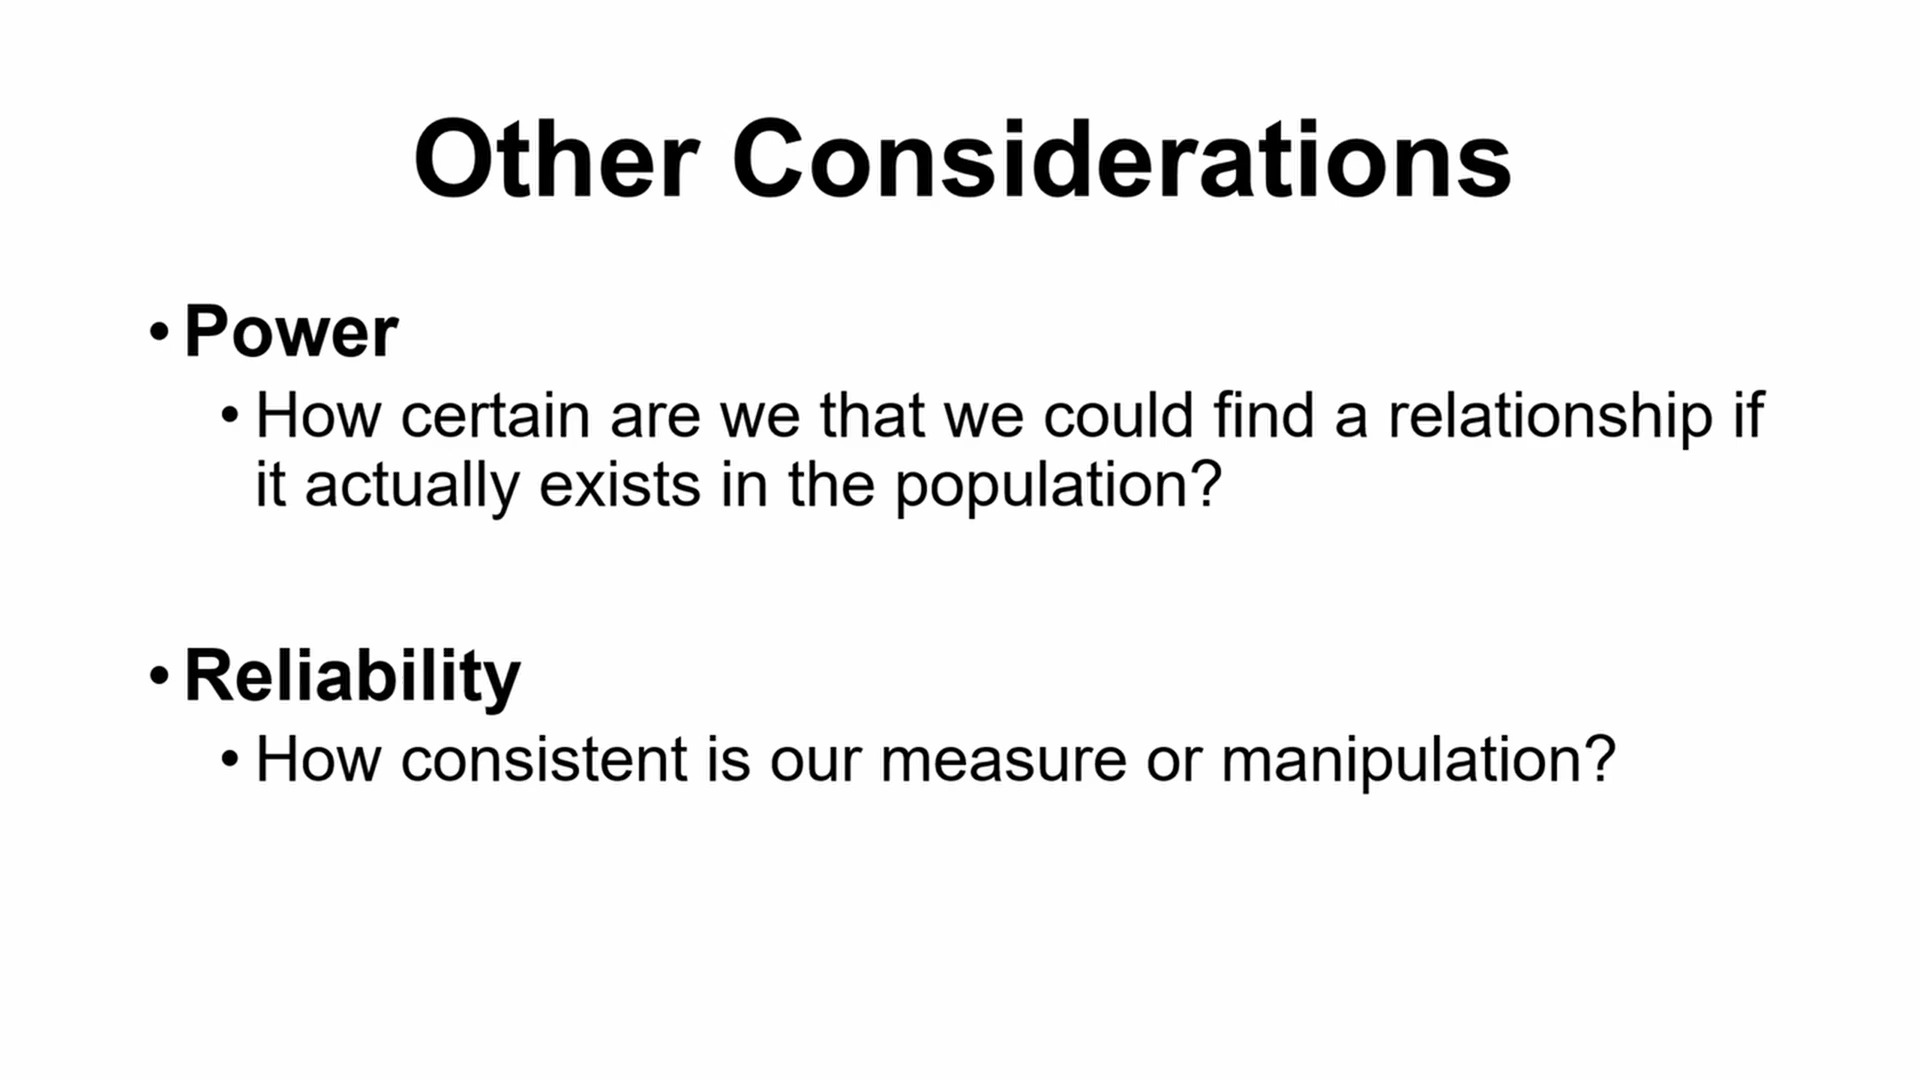 Other Considerations
• Power
• How certain are we that we could find a relationship if
it actually exists in the population?
• Reliability
• How consistent is our measure or manipulation?